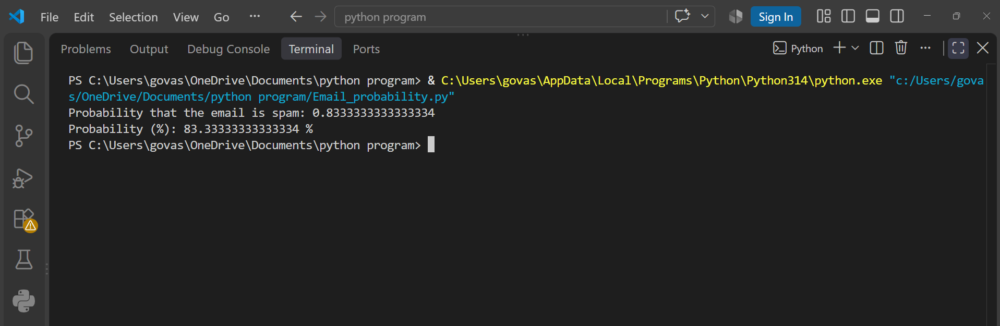 File Edit Selection View Go ··· python program Sign In
Problems Output Debug Console Terminal Ports Python
PS C:\Users\govas\OneDrive\Documents\python program> & C:\Users\govas\AppData\Local\Programs\Python\Python314\python.exe "c:/Users/gova
s/OneDrive/Documents/python program/Email_probability.py"
Probability that the email is spam: 0.8333333333333334
Probability (%): 83.33333333333334 %
PS C:\Users\govas\OneDrive\Documents\python program>